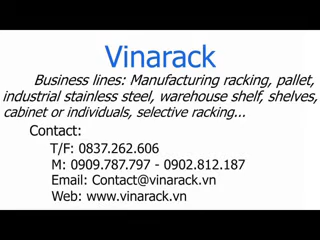 Vinarack
Business lines: Manufacturing racking, pallet,
industrial stainless steel, warehouse shelf, shelves,
cabinet or individuals, selective racking...
Contact:
T/F: 0837.262.606
M: 0909.787.797 - 0902.812.187
Email: Contact@vinarack.vn
Web: www.vinarack.vn